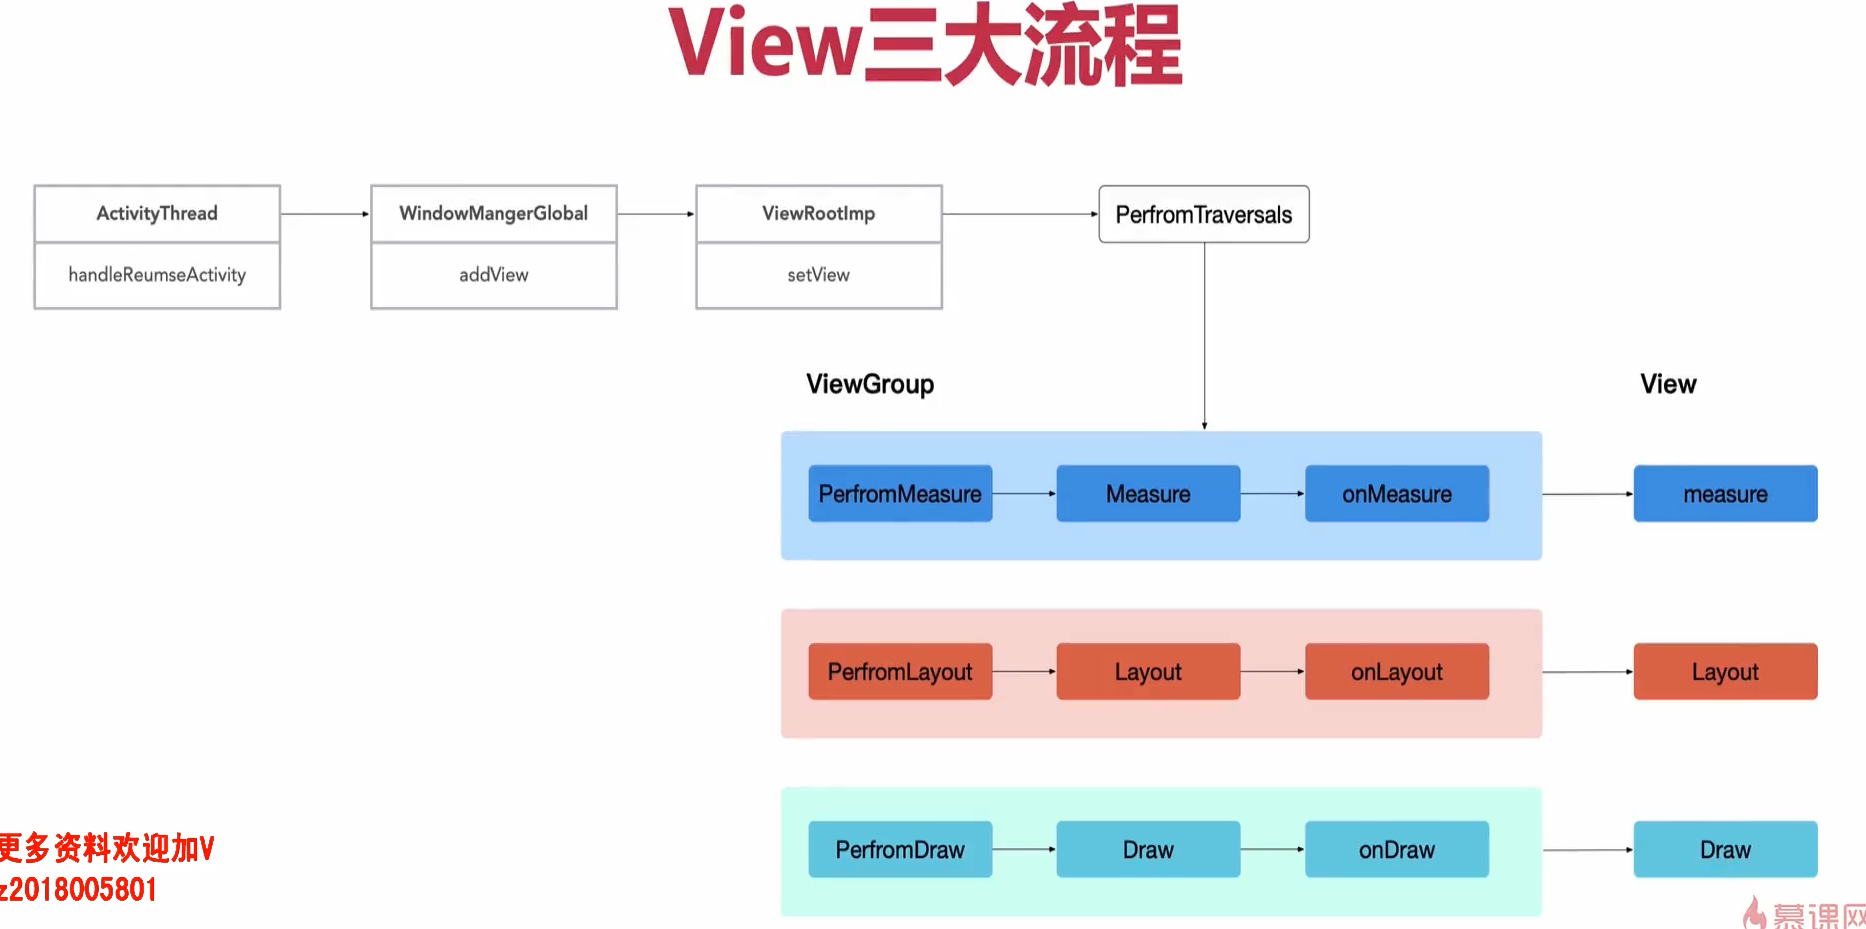 View三大流程
ActivityThread
handleReumseActivity
WindowMangerGlobal
addView
ViewRootImp
setView
PerfromTraversals
ViewGroup
View
PerfromMeasure
Measure
onMeasure
measure
PerfromLayout
Layout
onLayout
Layout
PerfromDraw
Draw
onDraw
Draw
更多资料欢迎加V
z2018005801
慕课网